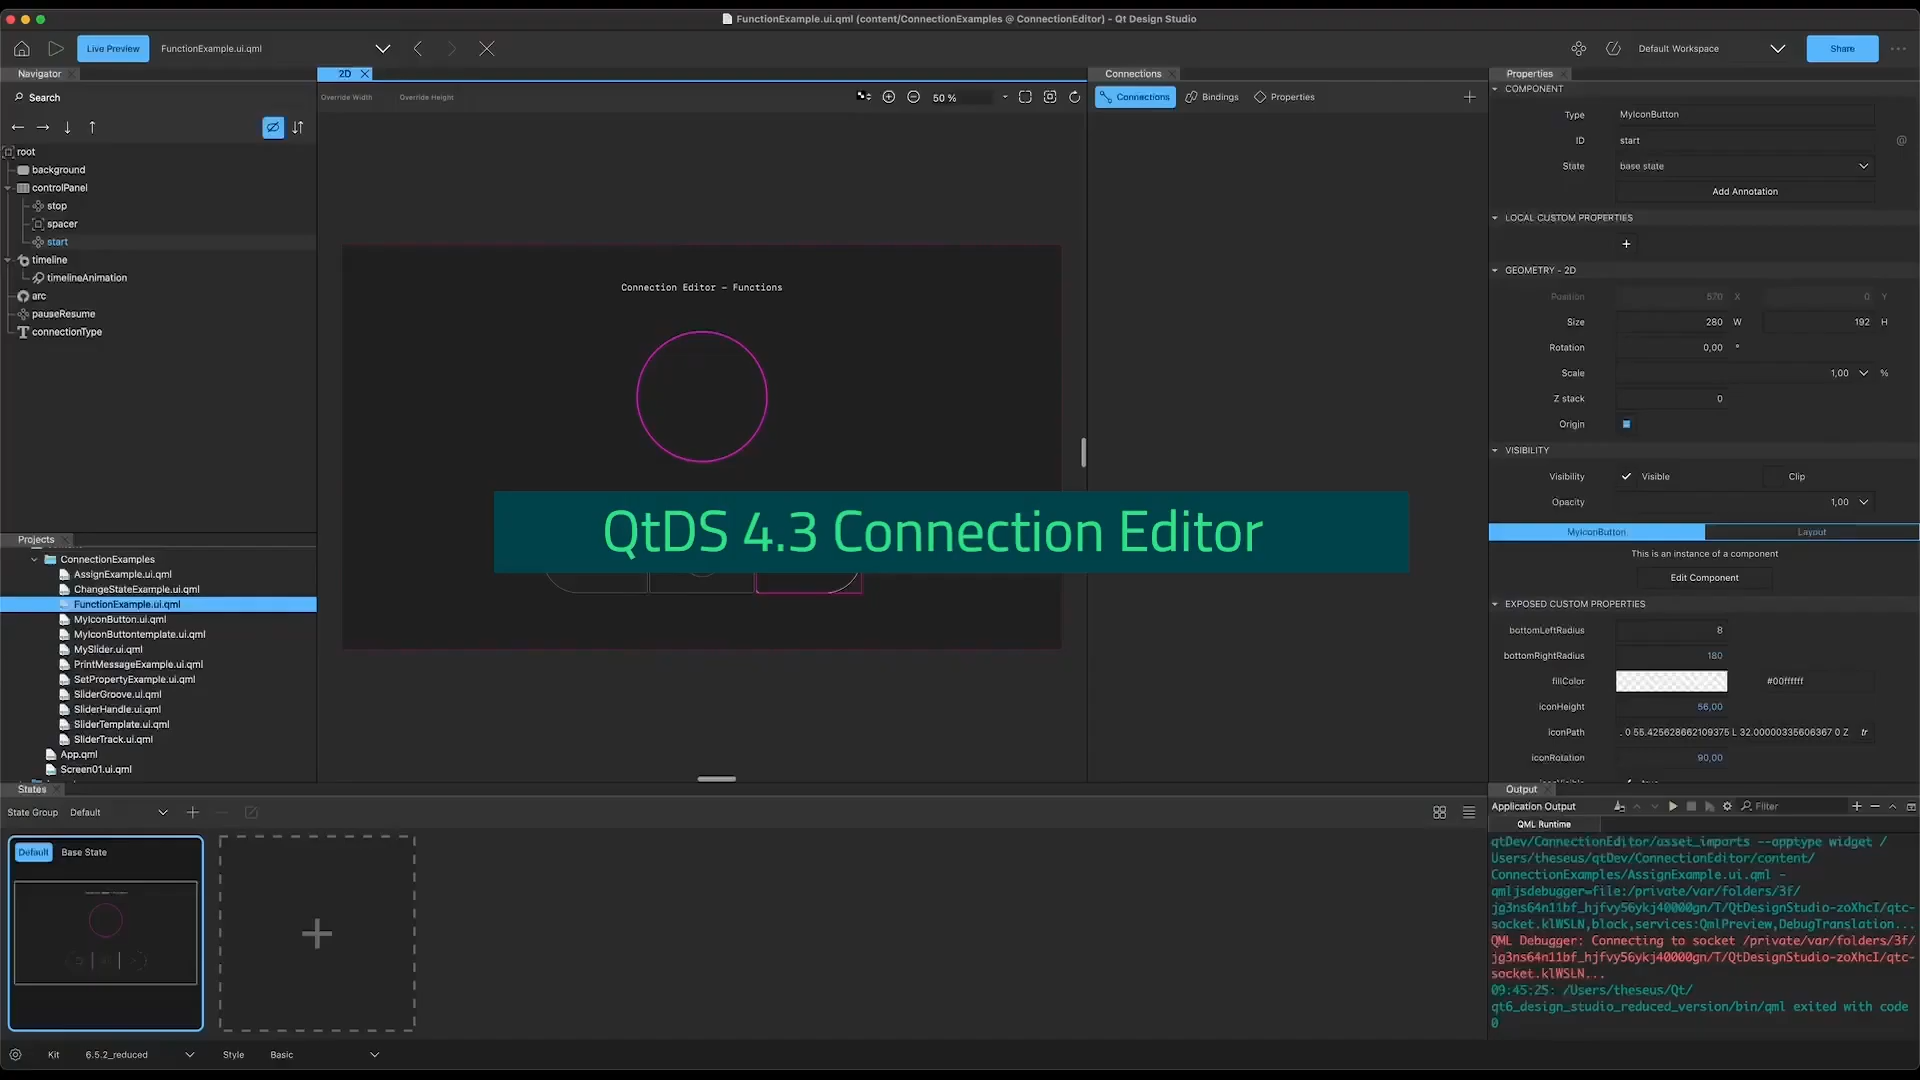 FunctionExample.ui.qml (content/ConnectionExamples @ ConnectionEditor) - Qt Design Studio
Live Preview
FunctionExample.ui.qml
Default Workspace
Share
Navigator
Search
root
background
controlPanel
stop
spacer
start
timeline
timelineAnimation
arc
pauseResume
connectionType
Projects
ConnectionExamples
AssignExample.ui.qml
ChangeStateExample.ui.qml
FunctionExample.ui.qml
MyIconButton.ui.qml
MyIconButtontemplate.ui.qml
MySlider.ui.qml
PrintMessageExample.ui.qml
SetPropertyExample.ui.qml
SliderGroove.ui.qml
SliderHandle.ui.qml
SliderTemplate.ui.qml
SliderTrack.ui.qml
App.qml
Screen01.ui.qml
2D
Override Width
Override Height
50 %
Connection Editor - Functions
QtDS 4.3 Connection Editor
Connections
Connections
Bindings
Properties
Properties
COMPONENT
Type MyIconButton
ID start @
State base state
Add Annotation
LOCAL CUSTOM PROPERTIES
+
GEOMETRY - 2D
Position 570 X 0 Y
Size 280 W 192 H
Rotation 0,00 °
Scale 1,00 %
Z stack 0
Origin
VISIBILITY
Visibility Visible Clip
Opacity 1,00
MyIconButton Layout
This is an instance of a component
Edit Component
EXPOSED CUSTOM PROPERTIES
bottomLeftRadius 8
bottomRightRadius 180
fillColor #00ffffff
iconHeight 56,00
iconPath . 0 55.425628662109375 L 32.00000335606367 0 Z tr
iconRotation 90,00
States
State Group Default
Default Base State
Output
Application Output
Filter
QML Runtime
qtDev/ConnectionEditor/asset_imports --apptype widget /
Users/theseus/qtDev/ConnectionEditor/content/
ConnectionExamples/AssignExample.ui.qml -
qmljsdebugger=file:/private/var/folders/3f/
jg3ns64n11bf_hjfvy56ykj40000gn/T/QtDesignStudio-zoXhcI/qtc-
socket.klWSLN,block,services:QmlPreview,DebugTranslation...
QML Debugger: Connecting to socket /private/var/folders/3f/
jg3ns64n11bf_hjfvy56ykj40000gn/T/QtDesignStudio-zoXhcI/qtc-
socket.klWSLN...
09:45:25: /Users/theseus/Qt/
qt6_design_studio_reduced_version/bin/qml exited with code
0
Kit 6.5.2_reduced
Style Basic